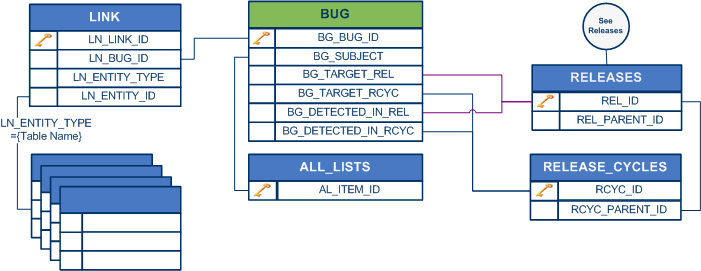 LINK
LN_LINK_ID
LN_BUG_ID
LN_ENTITY_TYPE
LN_ENTITY_ID
LN_ENTITY_TYPE
={Table Name}
BUG
BG_BUG_ID
BG_SUBJECT
BG_TARGET_REL
BG_TARGET_RCYC
BG_DETECTED_IN_REL
BG_DETECTED_IN_RCYC
ALL_LISTS
AL_ITEM_ID
See
Releases
RELEASES
REL_ID
REL_PARENT_ID
RELEASE_CYCLES
RCYC_ID
RCYC_PARENT_ID